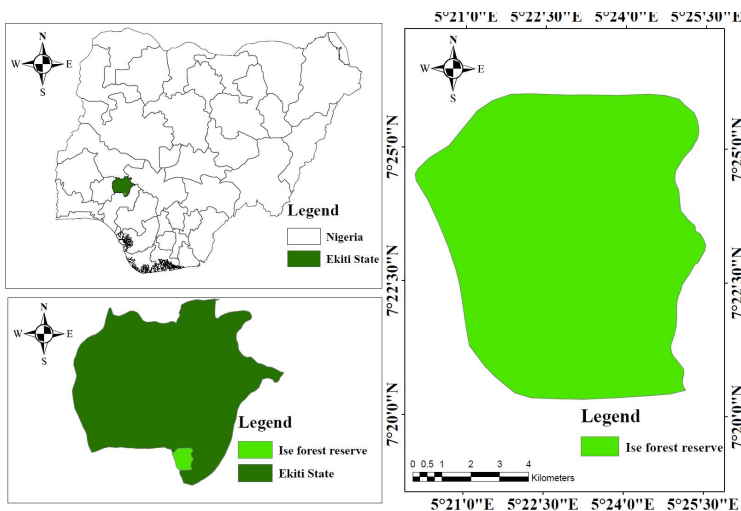 N
W E
S
Legend
Nigeria
Ekiti State
N
W E
S
Legend
Ise forest reserve
Ekiti State
5°21'0"E 5°22'30"E 5°24'0"E 5°25'30"E
N
W E
S
7°25'0"N
7°25'0"N
7°22'30"N
7°22'30"N
7°20'0"N
7°20'0"N
Legend
Ise forest reserve
0 0.5 1 2 3 4
Kilometers
5°21'0"E 5°22'30"E 5°24'0"E 5°25'30"E